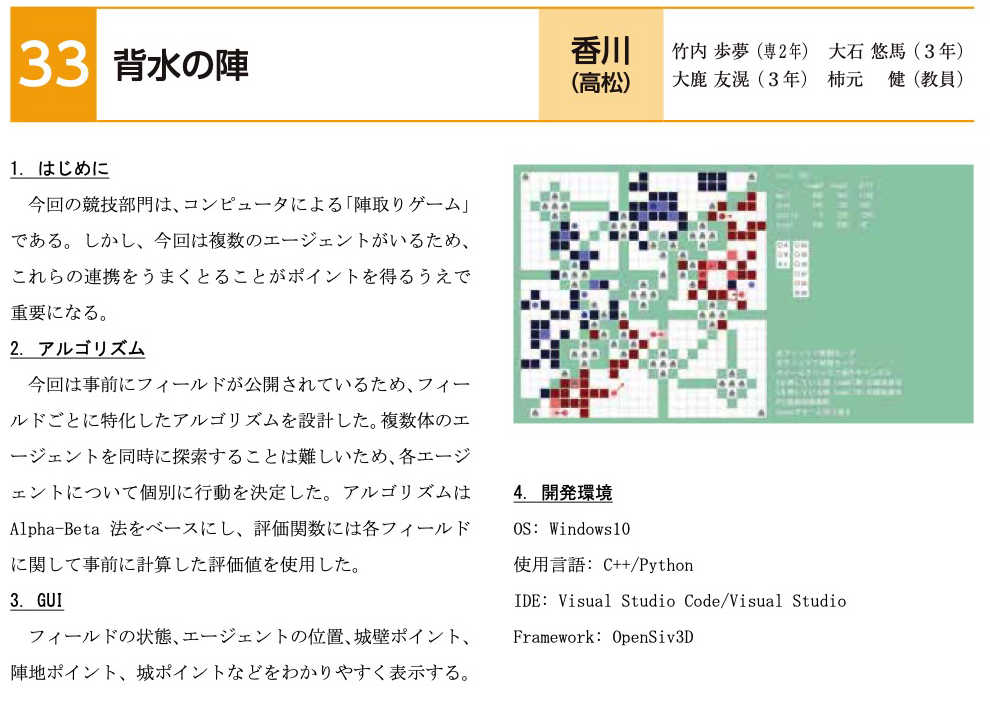 33
背水の陣
香川
(高松)
竹内 歩夢（専2年） 大石 悠馬（３年）
大鹿 友滉（３年） 柿元 健（教員）
1. はじめに
今回の競技部門は、コンピュータによる「陣取りゲーム」
である。しかし、今回は複数のエージェントがいるため、
これらの連携をうまくとることがポイントを得るうえで
重要になる。
2. アルゴリズム
今回は事前にフィールドが公開されているため、フィー
ルドごとに特化したアルゴリズムを設計した。複数体のエ
ージェントを同時に探索することは難しいため、各エージ
ェントについて個別に行動を決定した。アルゴリズムは
Alpha-Beta 法をベースにし、評価関数には各フィールド
に関して事前に計算した評価値を使用した。
3. GUI
フィールドの状態、エージェントの位置、城壁ポイント、
陣地ポイント、城ポイントなどをわかりやすく表示する。
4. 開発環境
OS: Windows10
使用言語: C++/Python
IDE: Visual Studio Code/Visual Studio
Framework: OpenSiv3D